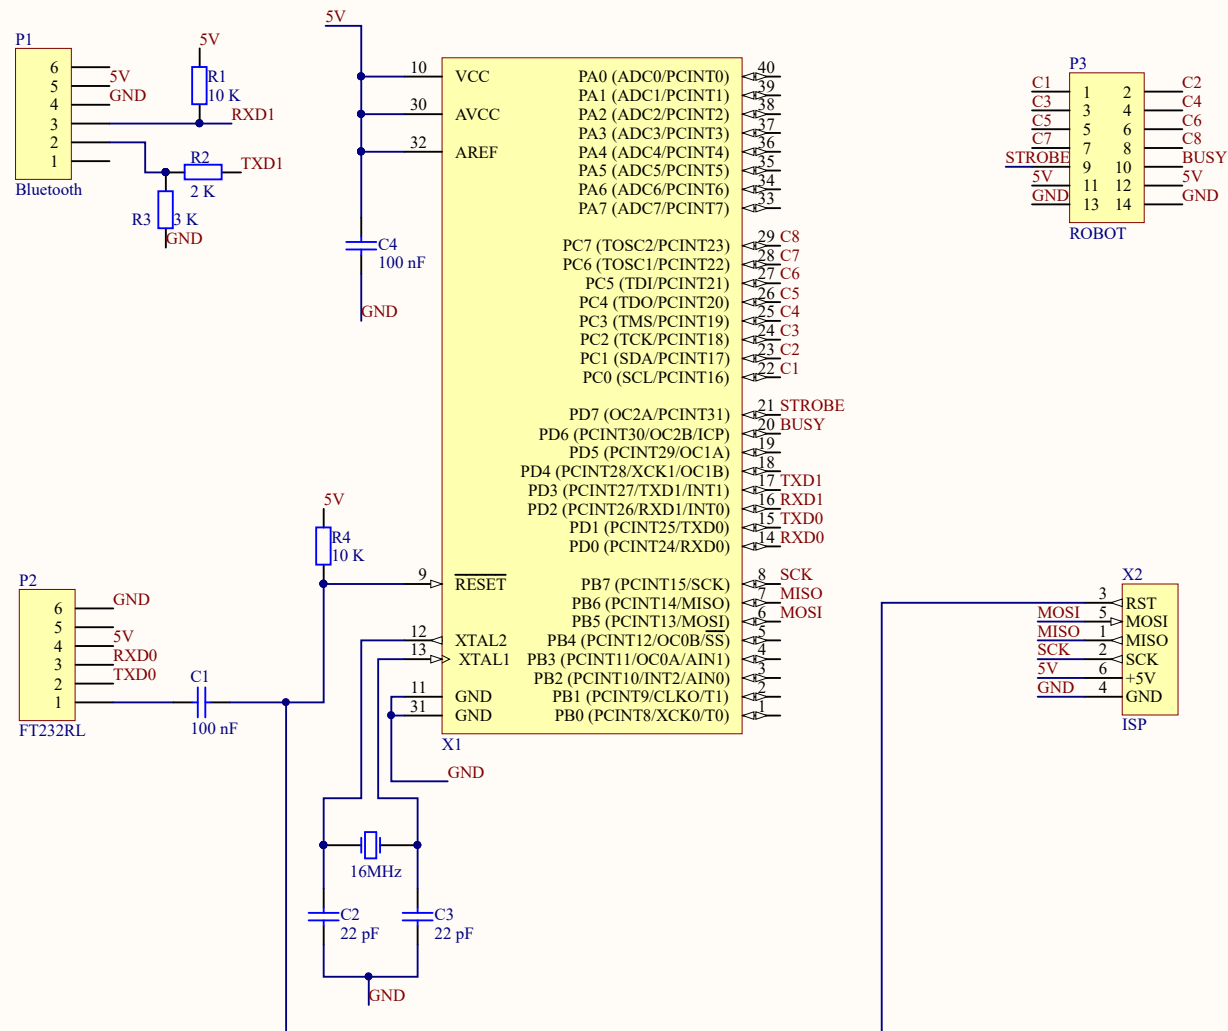 P1
6
5 5V
4 GND
3
2
1
Bluetooth
5V
R1
10 K
RXD1
R2
2 K
TXD1
R3 3 K
GND
5V
C4
100 nF
GND
10 VCC
30 AVCC
32 AREF
PA0 (ADC0/PCINT0) 40
PA1 (ADC1/PCINT1) 39
PA2 (ADC2/PCINT2) 38
PA3 (ADC3/PCINT3) 37
PA4 (ADC4/PCINT4) 36
PA5 (ADC5/PCINT5) 35
PA6 (ADC6/PCINT6) 34
PA7 (ADC7/PCINT7) 33
PC7 (TOSC2/PCINT23) 29 C8
PC6 (TOSC1/PCINT22) 28 C7
PC5 (TDI/PCINT21) 27 C6
PC4 (TDO/PCINT20) 26 C5
PC3 (TMS/PCINT19) 25 C4
PC2 (TCK/PCINT18) 24 C3
PC1 (SDA/PCINT17) 23 C2
PC0 (SCL/PCINT16) 22 C1
PD7 (OC2A/PCINT31) 21 STROBE
PD6 (PCINT30/OC2B/ICP) 20 BUSY
PD5 (PCINT29/OC1A) 19
PD4 (PCINT28/XCK1/OC1B) 18
PD3 (PCINT27/TXD1/INT1) 17 TXD1
PD2 (PCINT26/RXD1/INT0) 16 RXD1
PD1 (PCINT25/TXD0) 15 TXD0
PD0 (PCINT24/RXD0) 14 RXD0
9 RESET
PB7 (PCINT15/SCK) 8 SCK
PB6 (PCINT14/MISO) 7 MISO
PB5 (PCINT13/MOSI) 6 MOSI
12 XTAL2
PB4 (PCINT12/OC0B/SS) 5
13 XTAL1
PB3 (PCINT11/OC0A/AIN1) 4
PB2 (PCINT10/INT2/AIN0) 3
11 GND
PB1 (PCINT9/CLKO/T1) 2
31 GND
PB0 (PCINT8/XCK0/T0) 1
X1
GND
P3
C1 1 2 C2
C3 3 4 C4
C5 5 6 C6
C7 7 8 C8
STROBE 9 10 BUSY
5V 11 12 5V
GND 13 14 GND
ROBOT
5V
R4
10 K
P2
6 GND
5
4 5V
3 RXD0
2 TXD0
1
FT232RL
C1
100 nF
16MHz
C2
22 pF
C3
22 pF
GND
X2
3 RST
MOSI 5 MOSI
MISO 1 MISO
SCK 2 SCK
5V 6 +5V
GND 4 GND
ISP